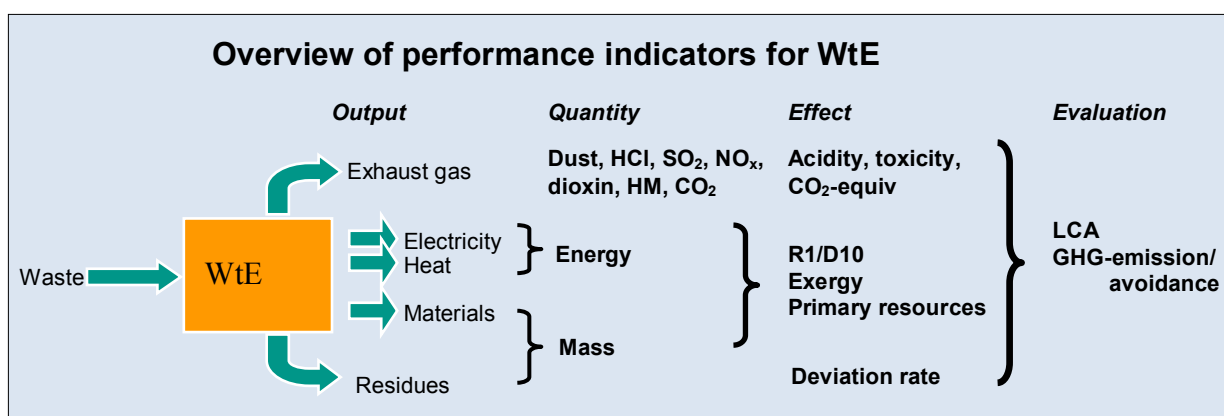 Overview of performance indicators for WtE
Output Quantity Effect Evaluation
Exhaust gas
Dust, HCl, SO₂, NOₓ,
dioxin, HM, CO₂
Acidity, toxicity,
CO₂-equiv
Waste
WtE
Electricity
Heat
Energy
Materials
Mass
Residues
R1/D10
Exergy
Primary resources
Deviation rate
LCA
GHG-emission/
avoidance